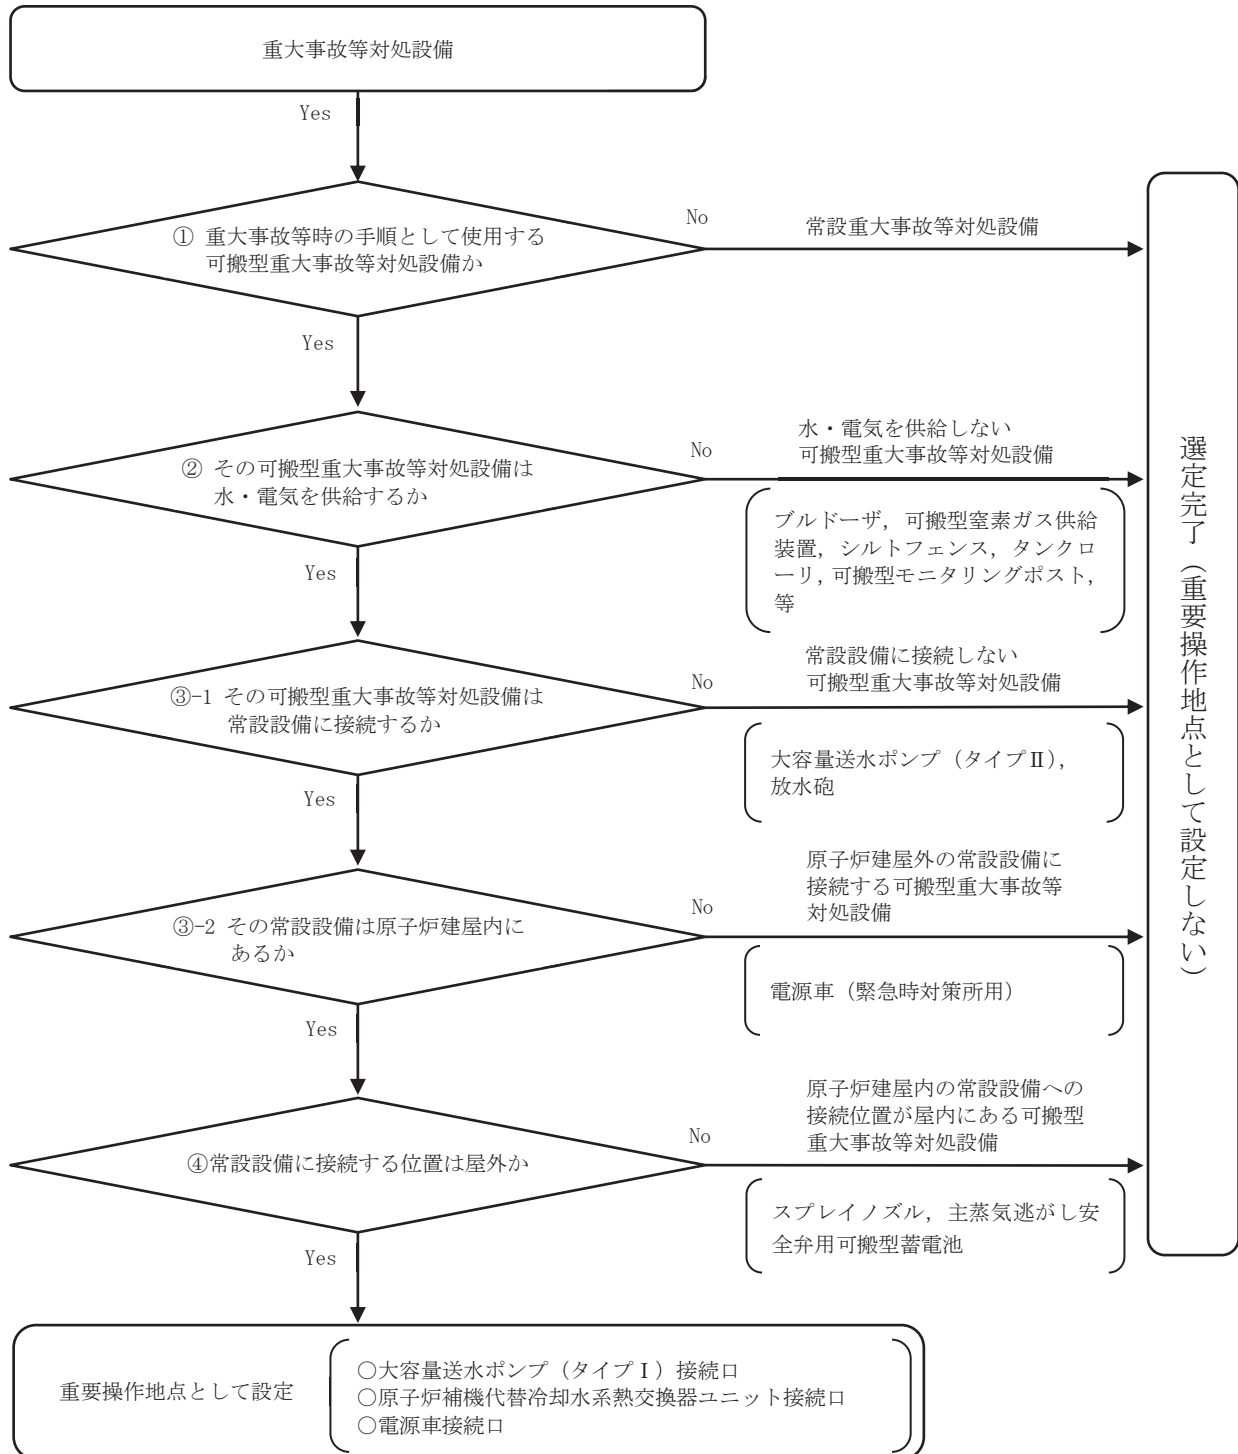 重大事故等対処設備
Yes
① 重大事故等時の手順として使用する
可搬型重大事故等対処設備か
No
常設重大事故等対処設備
Yes
② その可搬型重大事故等対処設備は
水・電気を供給するか
No
水・電気を供給しない
可搬型重大事故等対処設備
ブルドーザ，可搬型窒素ガス供給
装置，シルトフェンス，タンクロ
ーリ，可搬型モニタリングポスト，
等
Yes
③-1 その可搬型重大事故等対処設備は
常設設備に接続するか
No
常設設備に接続しない
可搬型重大事故等対処設備
大容量送水ポンプ（タイプⅡ），
放水砲
Yes
③-2 その常設設備は原子炉建屋内に
あるか
No
原子炉建屋外の常設設備に
接続する可搬型重大事故等
対処設備
電源車（緊急時対策所用）
Yes
④常設設備に接続する位置は屋外か
No
原子炉建屋内の常設設備への
接続位置が屋内にある可搬型
重大事故等対処設備
スプレイノズル，主蒸気逃がし安
全弁用可搬型蓄電池
Yes
選定完了（重要操作地点として設定しない）
重要操作地点として設定
○大容量送水ポンプ（タイプⅠ）接続口
○原子炉補機代替冷却水系熱交換器ユニット接続口
○電源車接続口